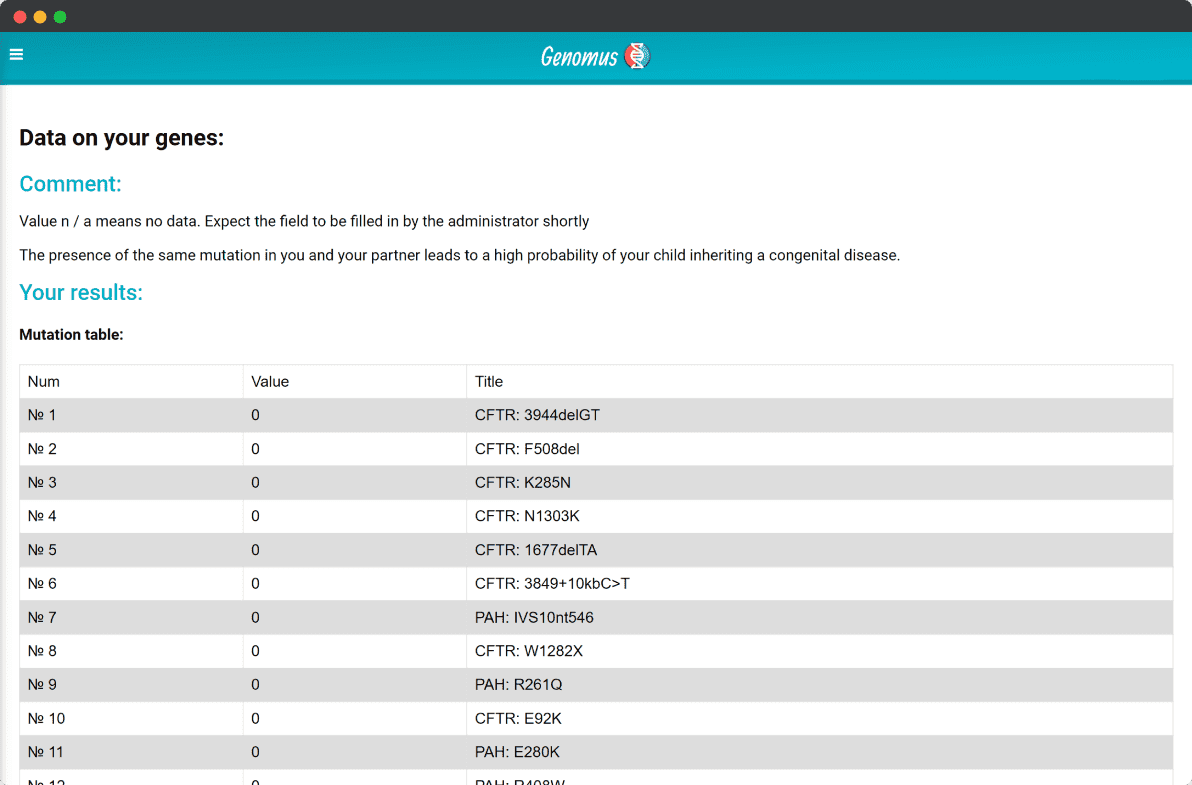 Genomus
Data on your genes:
Comment:
Value n / a means no data. Expect the field to be filled in by the administrator shortly
The presence of the same mutation in you and your partner leads to a high probability of your child inheriting a congenital disease.
Your results:
Mutation table:
Num Value Title
№ 1 0 CFTR: 3944delGT
№ 2 0 CFTR: F508del
№ 3 0 CFTR: K285N
№ 4 0 CFTR: N1303K
№ 5 0 CFTR: 1677delTA
№ 6 0 CFTR: 3849+10kbC>T
№ 7 0 PAH: IVS10nt546
№ 8 0 CFTR: W1282X
№ 9 0 PAH: R261Q
№ 10 0 CFTR: E92K
№ 11 0 PAH: E280K
№ 12 0 PAH: R408W